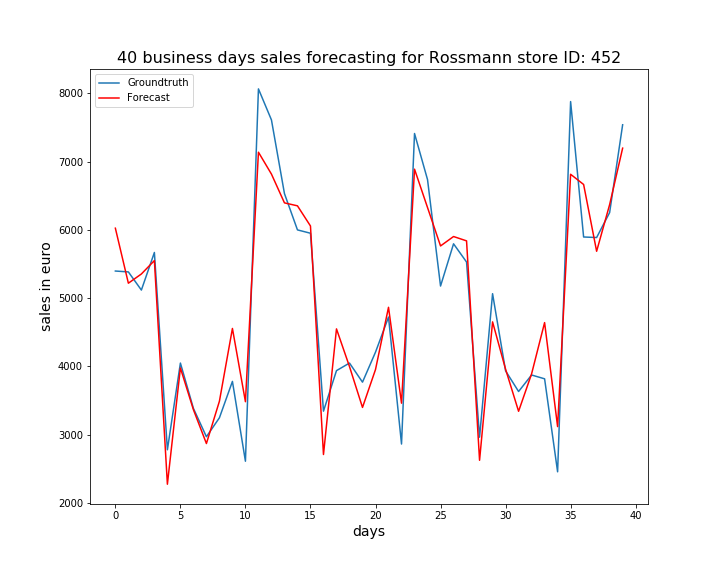 40 business days sales forecasting for Rossmann store ID: 452
Groundtruth
Forecast
8000
7000
6000
5000
4000
3000
2000
sales in euro
0 5 10 15 20 25 30 35 40
days